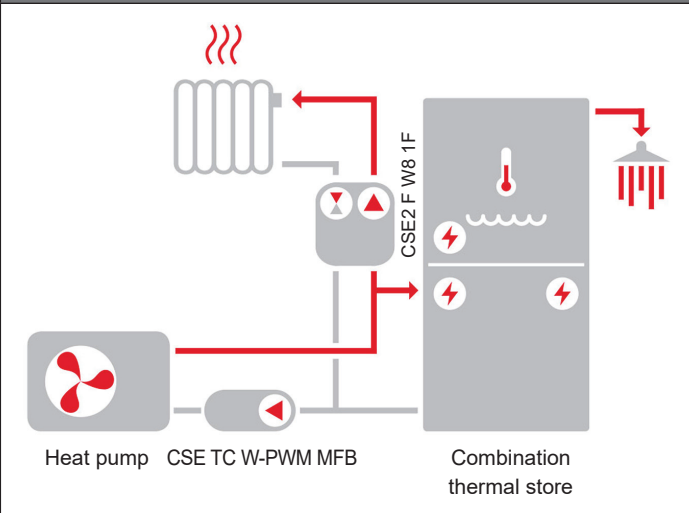 CSE2 F W8 1F
Heat pump
CSE TC W-PWM MFB
Combination
thermal store